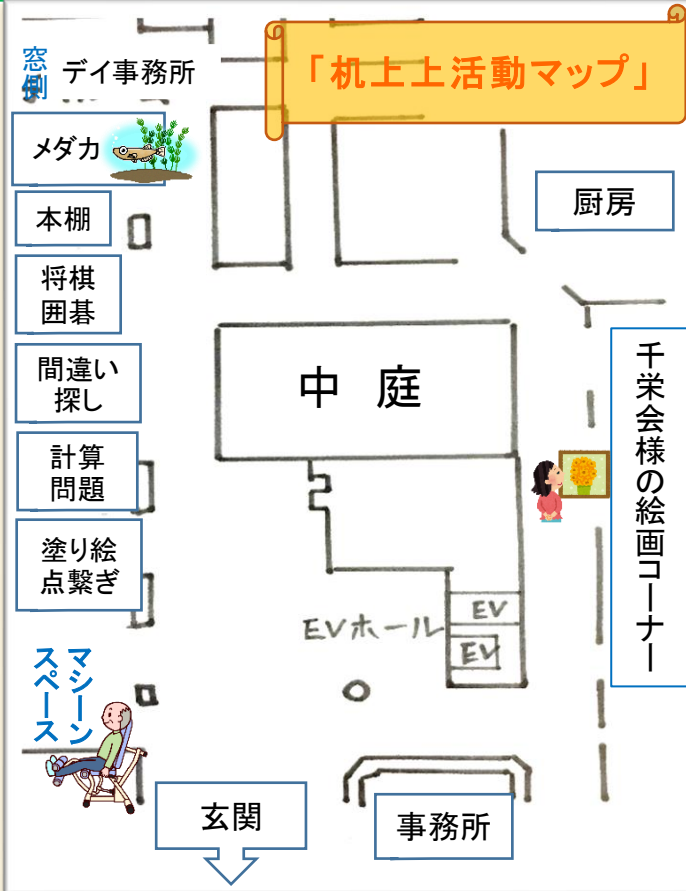 「机上上活動マップ」
窓側
デイ事務所
メダカ
本棚
将棋
囲碁
間違い
探し
計算
問題
塗り絵
点繋ぎ
マシーン
スペース
厨房
中庭
千栄会様の絵画コーナー
EVホール
EV
EV
玄関
事務所